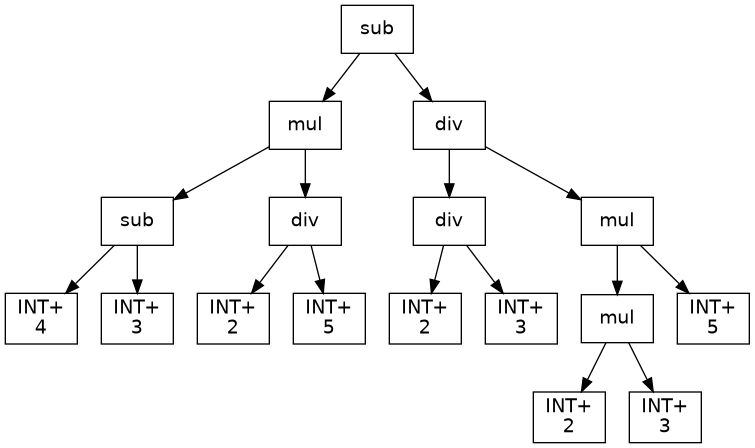 sub
mul
div
sub
div
div
mul
INT+
4
INT+
3
INT+
2
INT+
5
INT+
2
INT+
3
mul
INT+
5
INT+
2
INT+
3